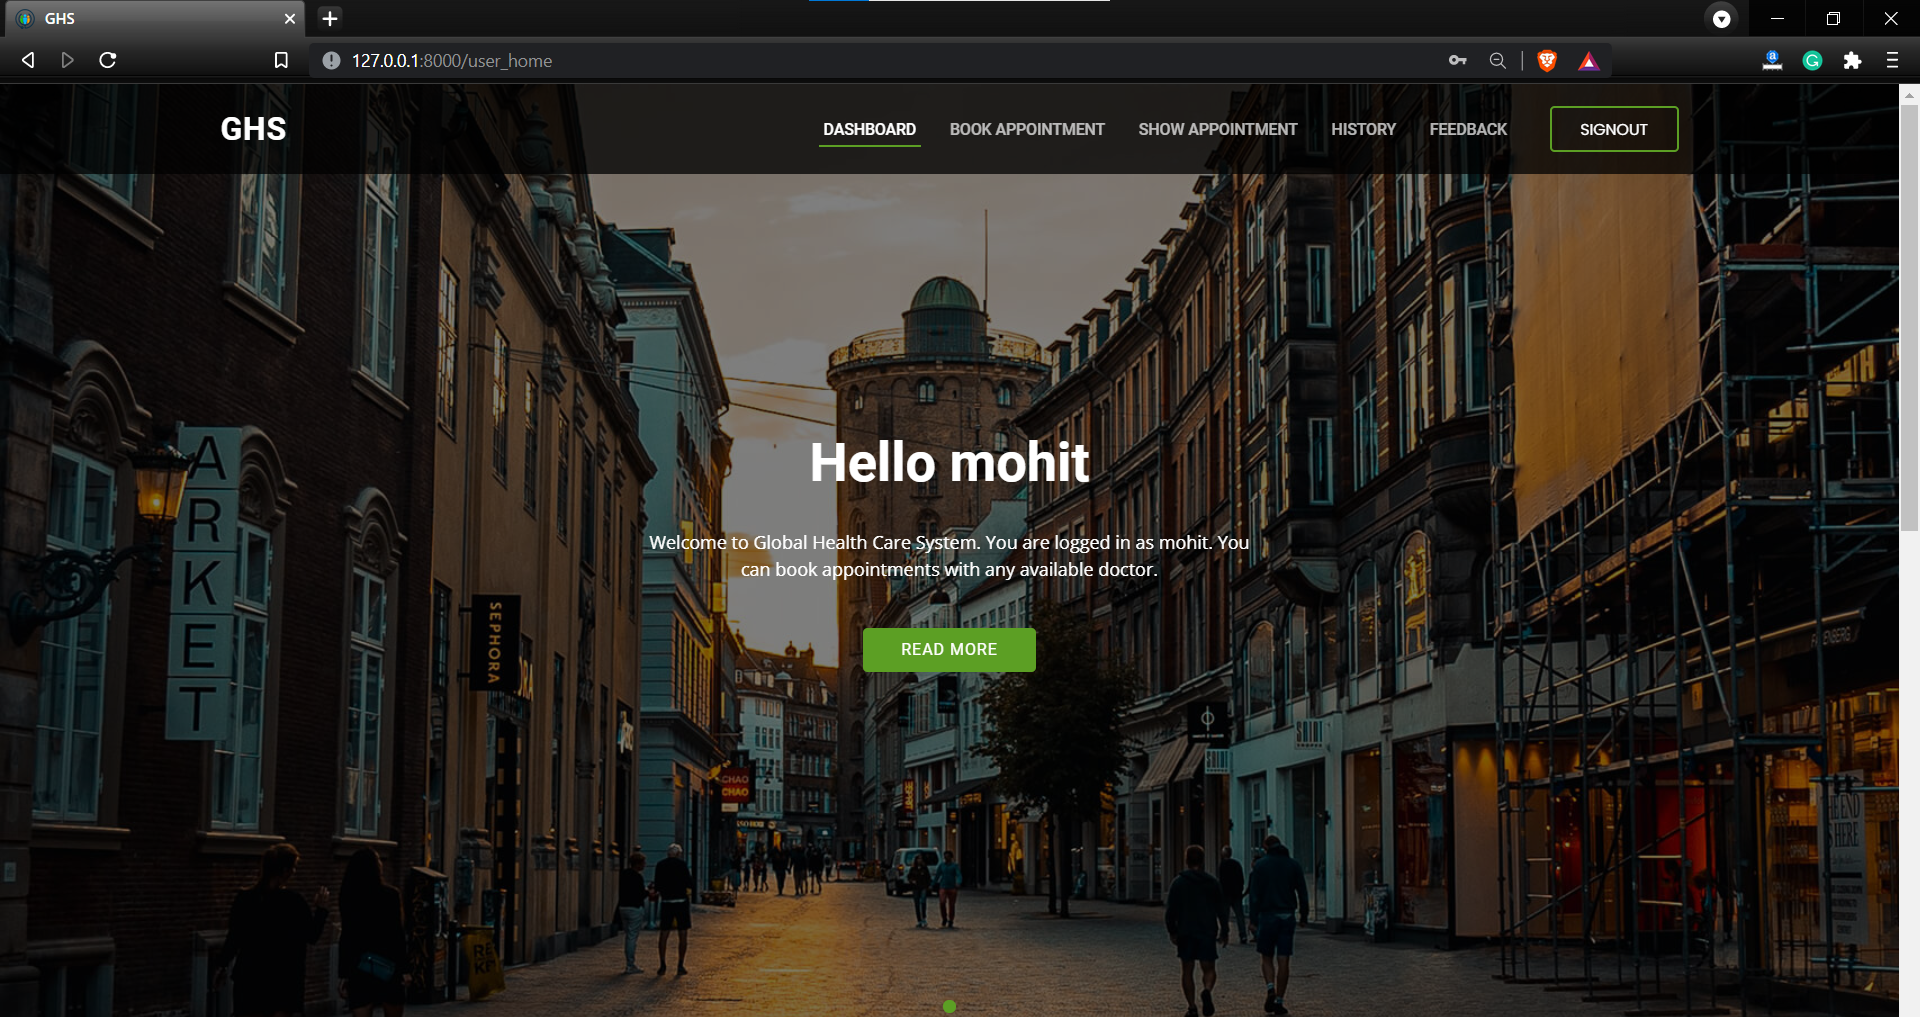 GHS
127.0.0.1:8000/user_home
GHS
DASHBOARD
BOOK APPOINTMENT
SHOW APPOINTMENT
HISTORY
FEEDBACK
SIGNOUT
Hello mohit
Welcome to Global Health Care System. You are logged in as mohit. You
can book appointments with any available doctor.
READ MORE
ARKET
SEPHORA
CHAO
CHAO